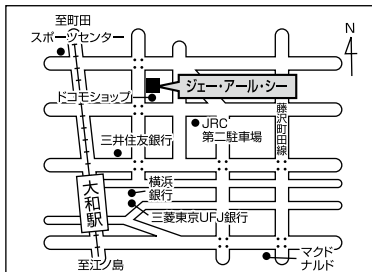 至町田
スポーツセンター
N
ジェー・アール・シー
ドコモショップ
JRC
第二駐車場
藤沢町田線
三井住友銀行
大和駅
横浜
銀行
三菱東京UFJ銀行
至江ノ島
マクド
ナルド